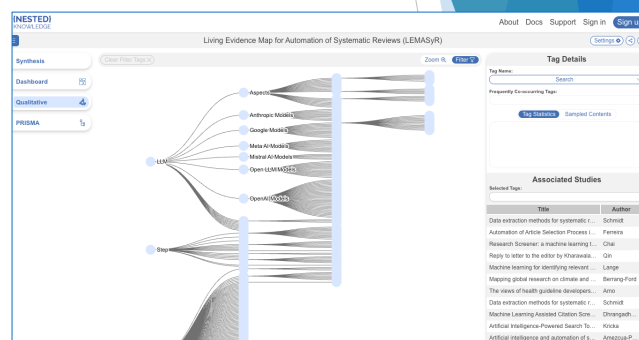 {NESTED}
KNOWLEDGE
About Docs Support Sign in Sign u
Living Evidence Map for Automation of Systematic Reviews (LEMASyR)
Settings
Synthesis
Dashboard
Qualitative
PRISMA
Clear Filter Tags
Zoom Filter
LLM
Step
Aspects
Anthropic Models
Google Models
Meta AI Models
Mistral AI Models
Open LLM Models
OpenAI Models
Tag Details
Tag Name:
Search
Frequently Co-occurring Tags:
Tag Statistics Sampled Contents
Associated Studies
Selected Tags:
Title Author
Data extraction methods for systematic r... Schmidt
Automation of Article Selection Process i... Ferreira
Research Screener: a machine learning t... Chai
Reply to letter to the editor by Kharawala... Qin
Machine learning for identifying relevant ... Lange
Mapping global research on climate and ... Berrang-Ford
The views of health guideline developers... Arno
Data extraction methods for systematic r... Schmidt
Machine Learning Assisted Citation Scre... Dhrangadh...
Artificial Intelligence-Powered Search To... Kricka
Artificial intelligence and automation of s... Amezcua-P